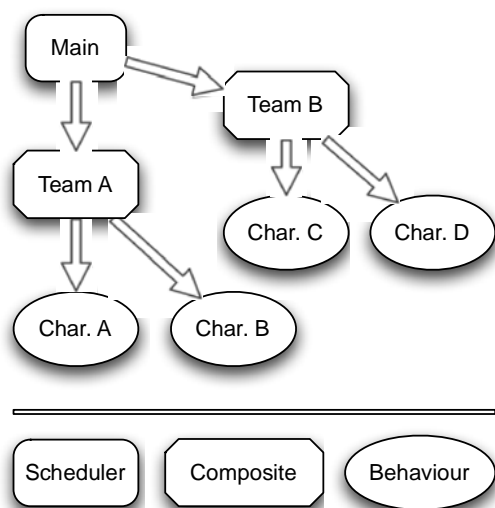 Main
Team B
Team A
Char. C
Char. D
Char. A
Char. B
Scheduler
Composite
Behaviour